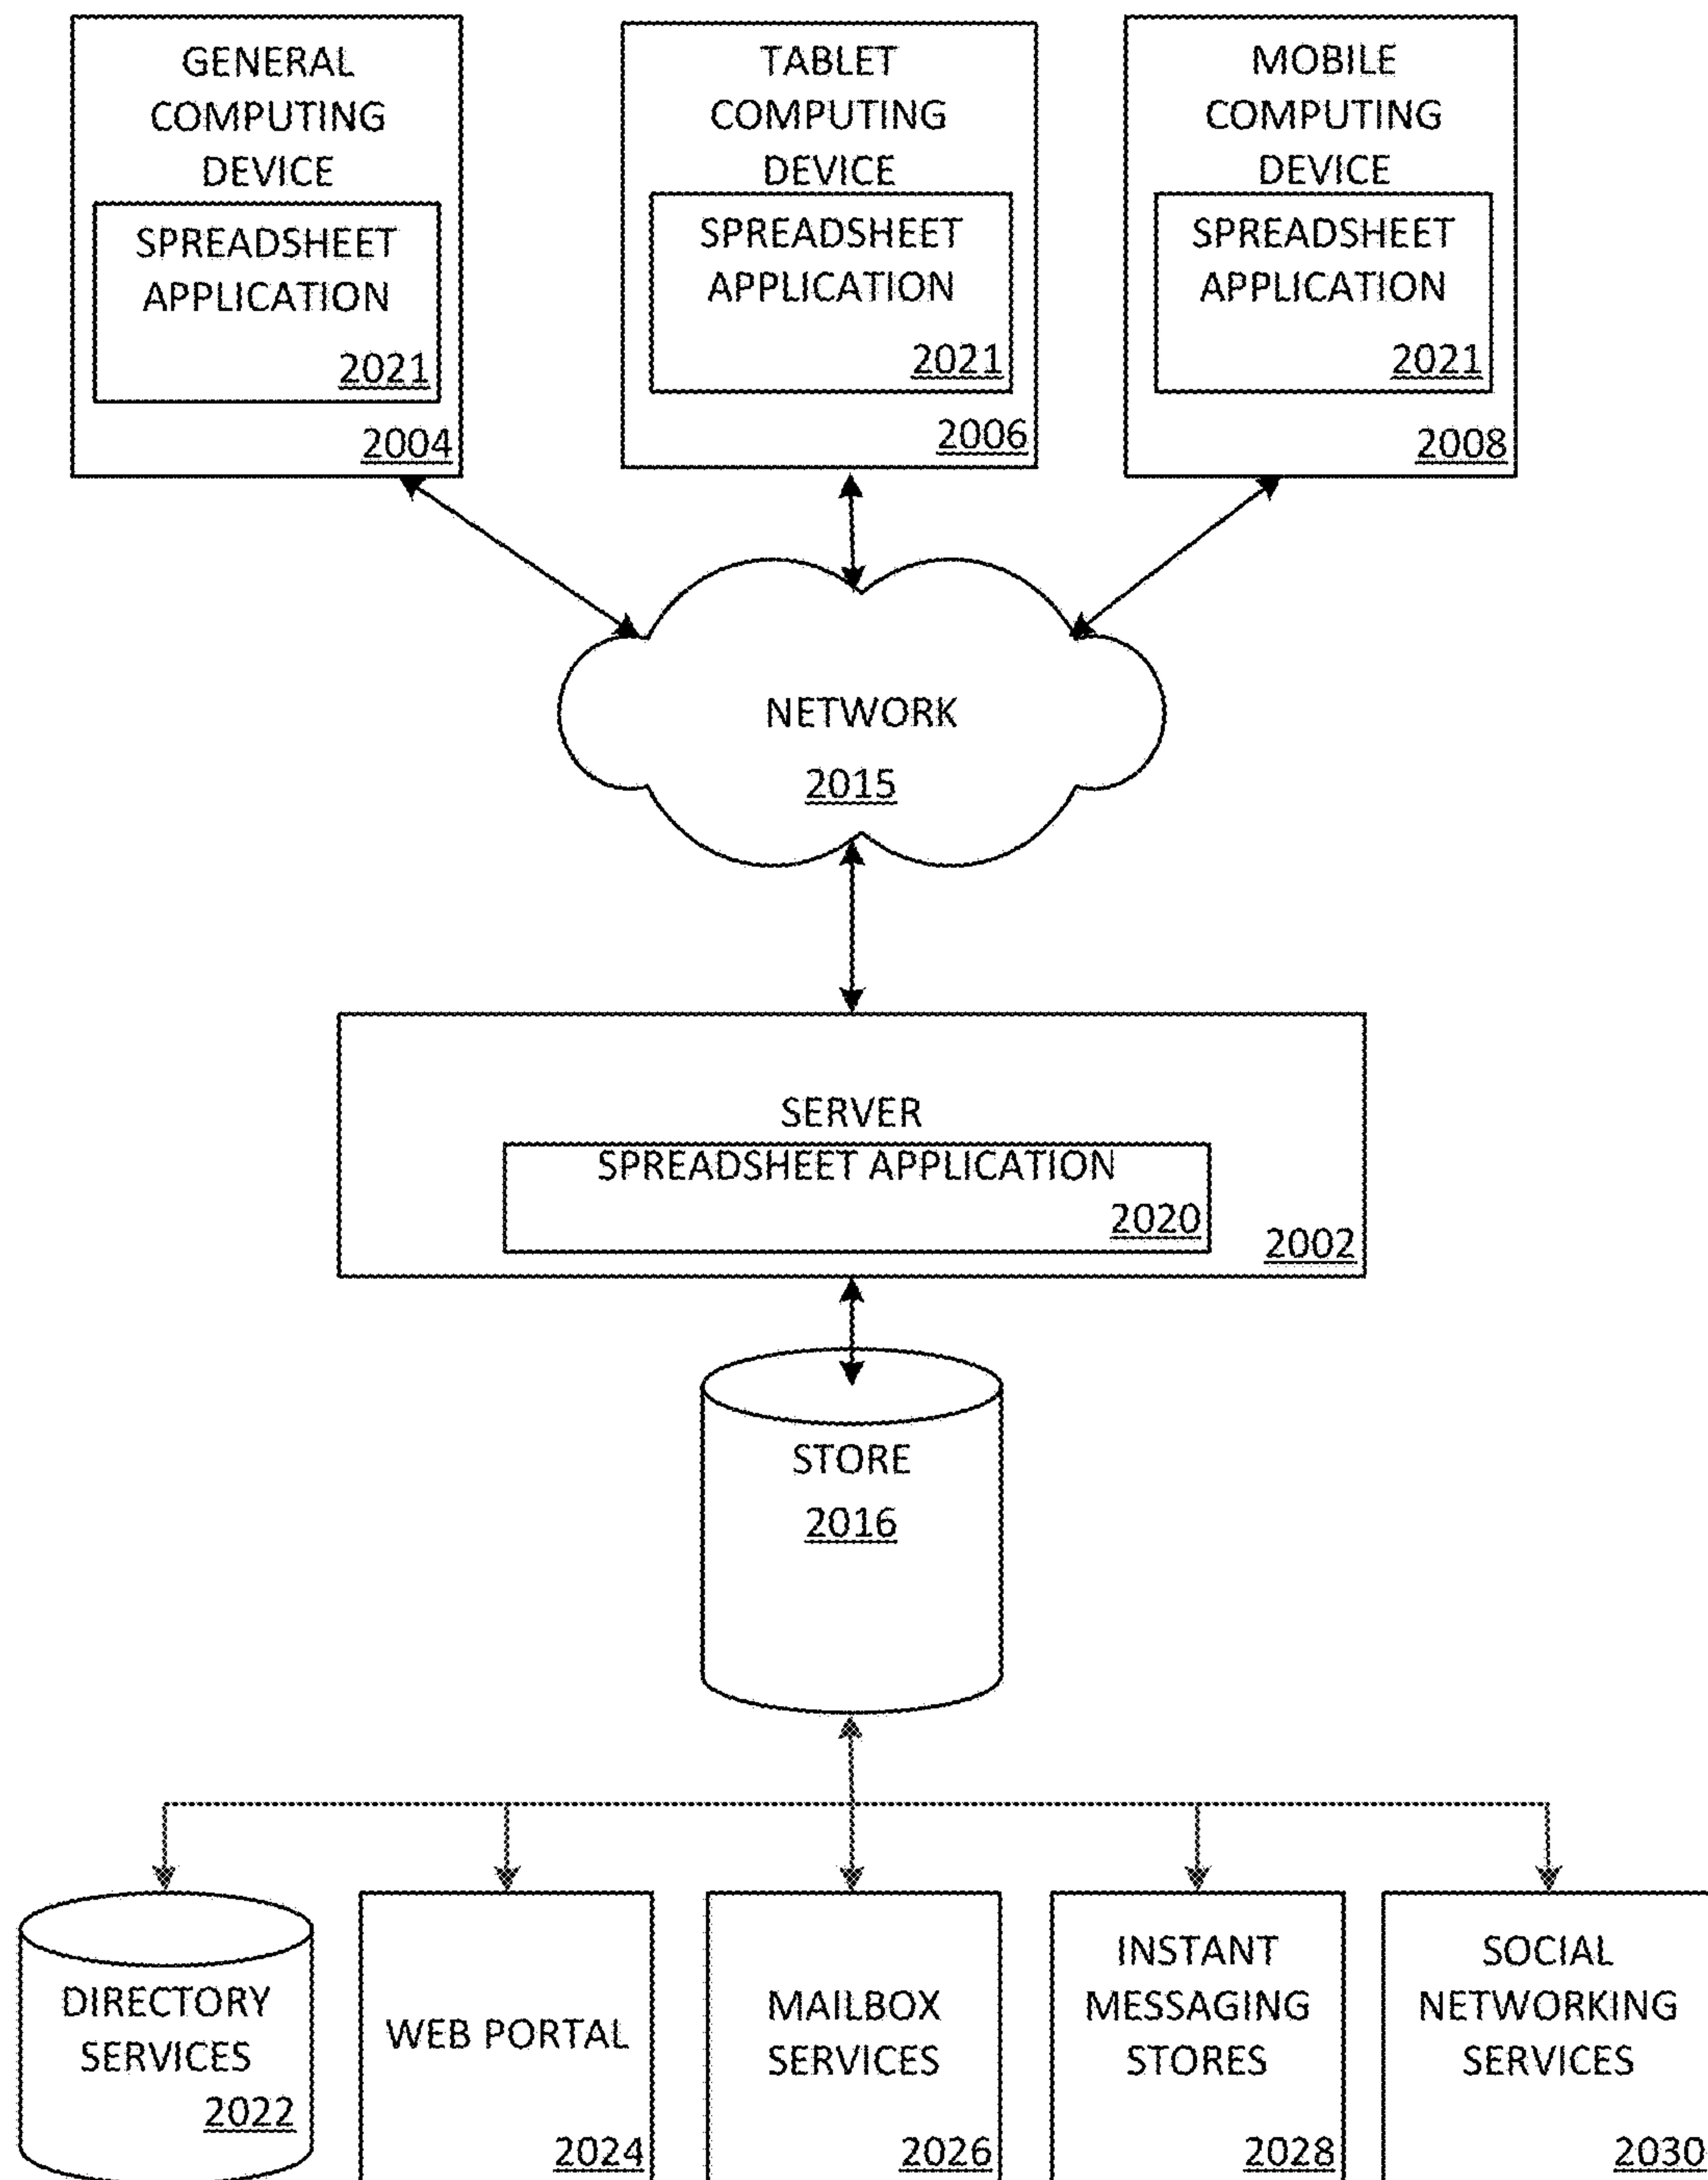 GENERAL
COMPUTING
DEVICE
SPREADSHEET
APPLICATION
2021
2004
TABLET
COMPUTING
DEVICE
SPREADSHEET
APPLICATION
2021
2006
MOBILE
COMPUTING
DEVICE
SPREADSHEET
APPLICATION
2021
2008
NETWORK
2015
SERVER
SPREADSHEET APPLICATION
2020
2002
STORE
2016
DIRECTORY
SERVICES
2022
WEB PORTAL
2024
MAILBOX
SERVICES
2026
INSTANT
MESSAGING
STORES
2028
SOCIAL
NETWORKING
SERVICES
2030